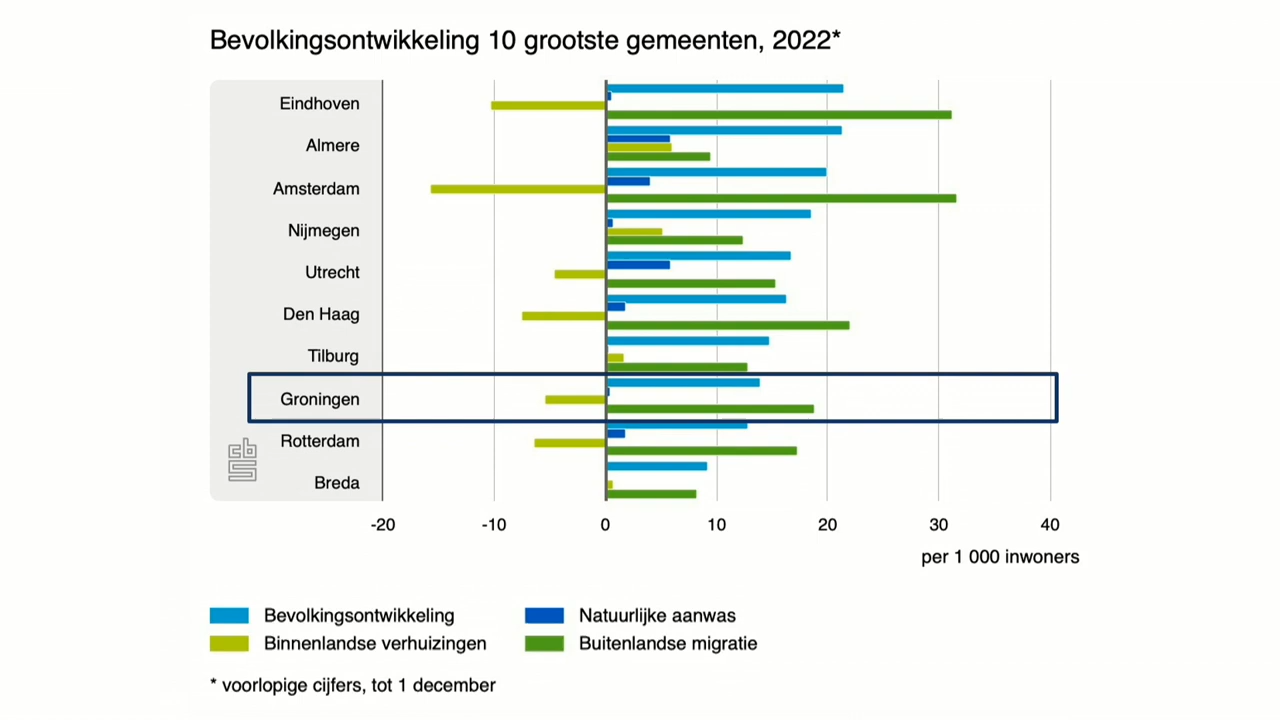 Bevolkingsontwikkeling 10 grootste gemeenten, 2022*
Eindhoven
Almere
Amsterdam
Nijmegen
Utrecht
Den Haag
Tilburg
Groningen
Rotterdam
Breda
cbs
-20 -10 0 10 20 30 40
per 1 000 inwoners
Bevolkingsontwikkeling Natuurlijke aanwas
Binnenlandse verhuizingen Buitenlandse migratie
* voorlopige cijfers, tot 1 december